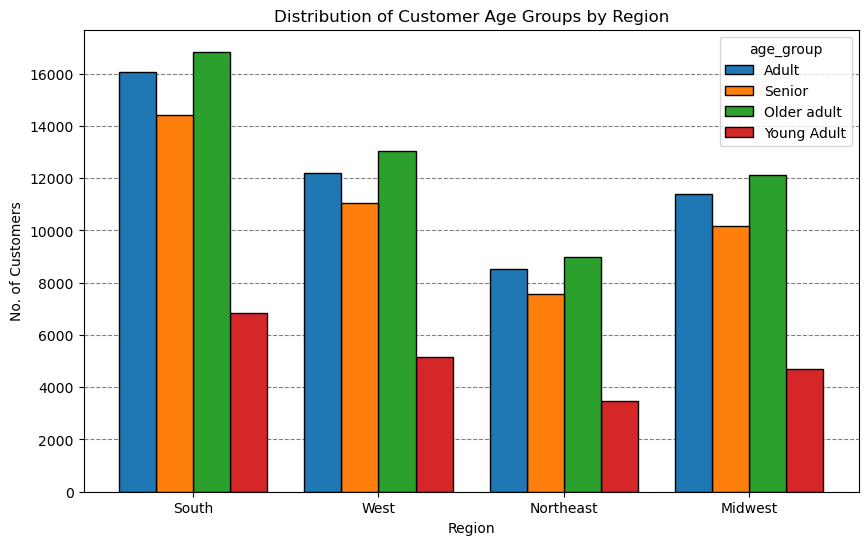 Distribution of Customer Age Groups by Region
age_group
Adult
Senior
Older adult
Young Adult
16000
14000
12000
10000
8000
6000
4000
2000
0
No. of Customers
South
West
Northeast
Midwest
Region